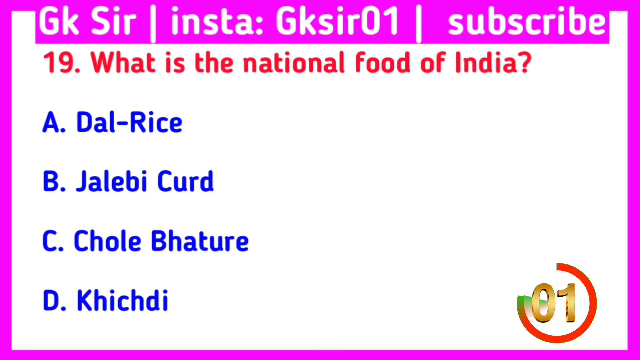 Gk Sir | insta: Gksir01 | subscribe
19. What is the national food of India?
A. Dal-Rice
B. Jalebi Curd
C. Chole Bhature
D. Khichdi
01